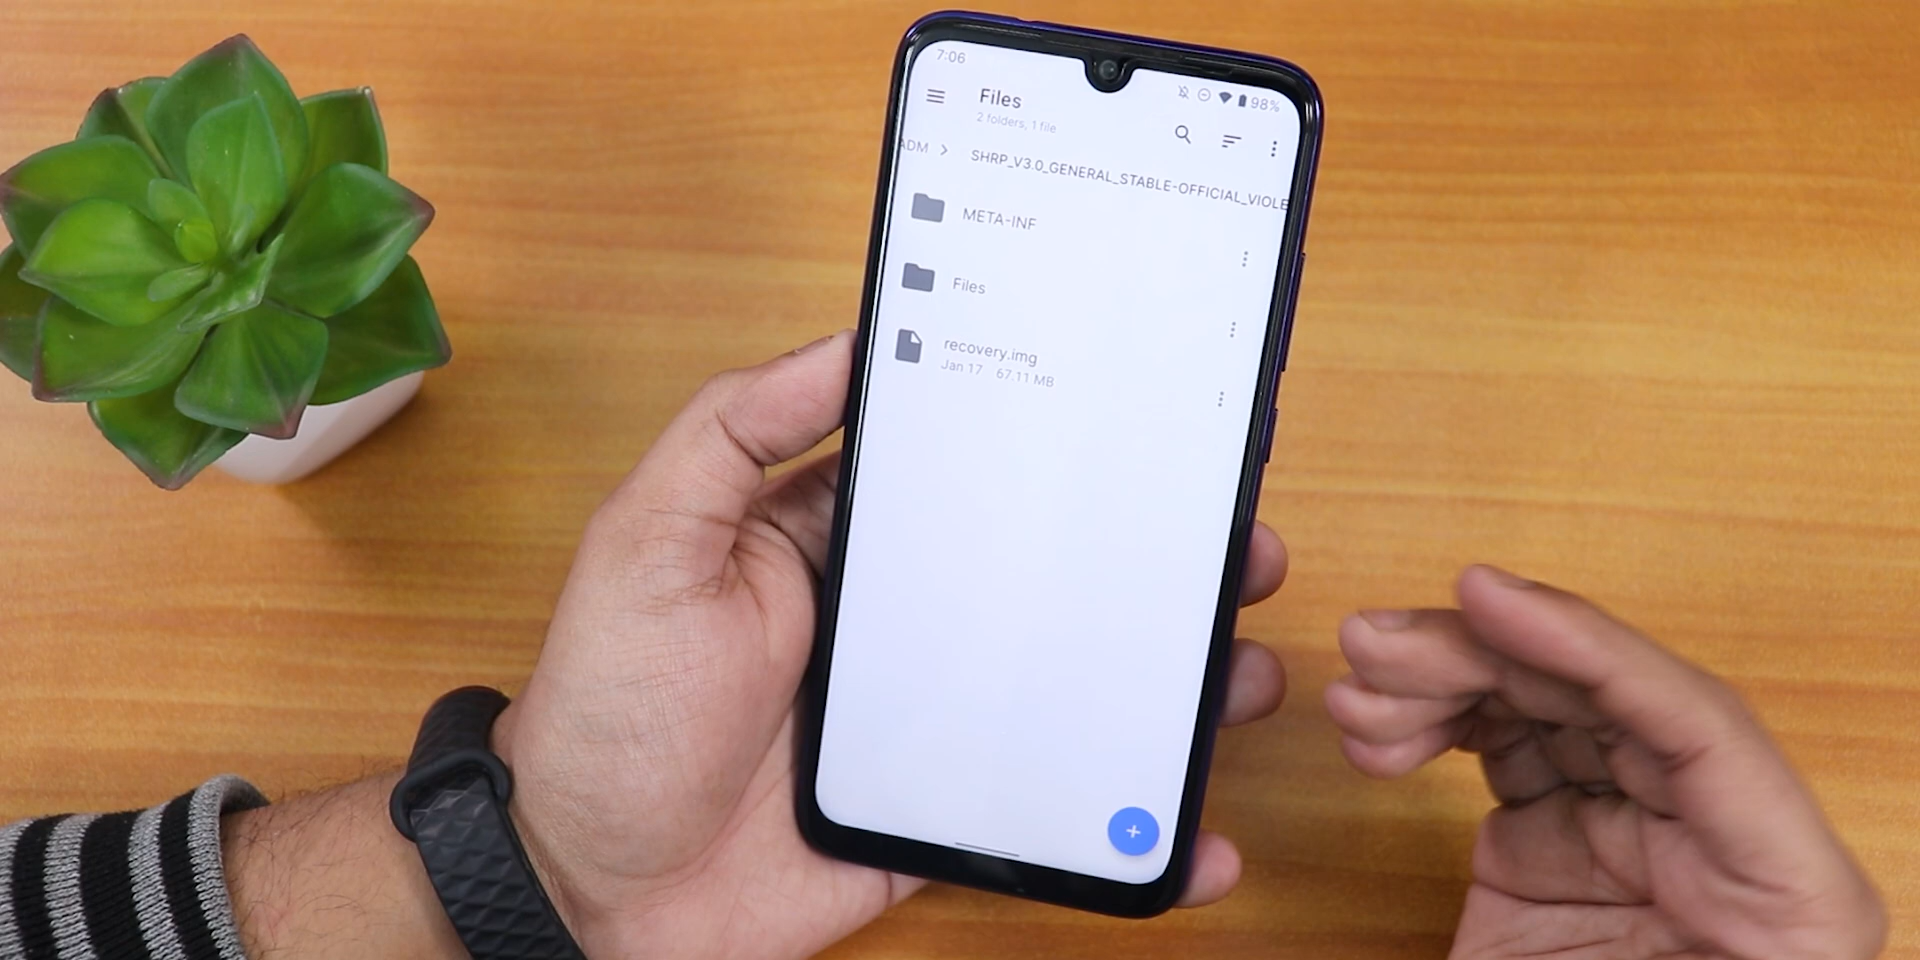 7:06
98%
Files
2 folders, 1 file
ADM > SHRP_V3.0_GENERAL_STABLE-OFFICIAL_VIOLE
META-INF
Files
recovery.img
Jan 17 67.11 MB